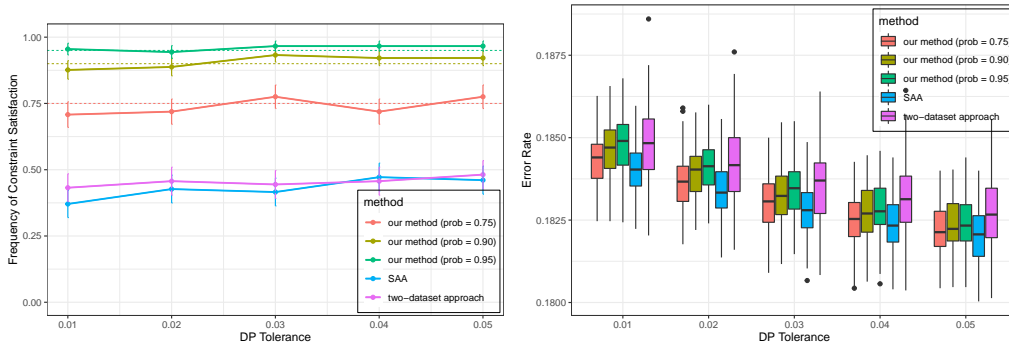 Frequency of Constraint Satisfaction
1.00
0.75
0.50
0.25
0.00
0.01
0.02
0.03
0.04
0.05
DP Tolerance
method
our method (prob = 0.75)
our method (prob = 0.90)
our method (prob = 0.95)
SAA
two−dataset approach
Error Rate
0.1875
0.1850
0.1825
0.1800
0.01
0.02
0.03
0.04
0.05
DP Tolerance
method
our method (prob = 0.75)
our method (prob = 0.90)
our method (prob = 0.95)
SAA
two−dataset approach